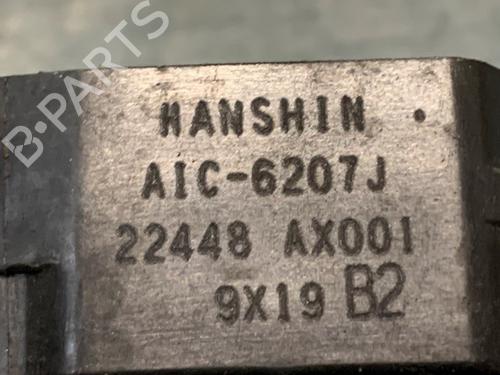 B-PARTS
HANSHIN
AIC-6207J
22448 AX001
9X19 B2